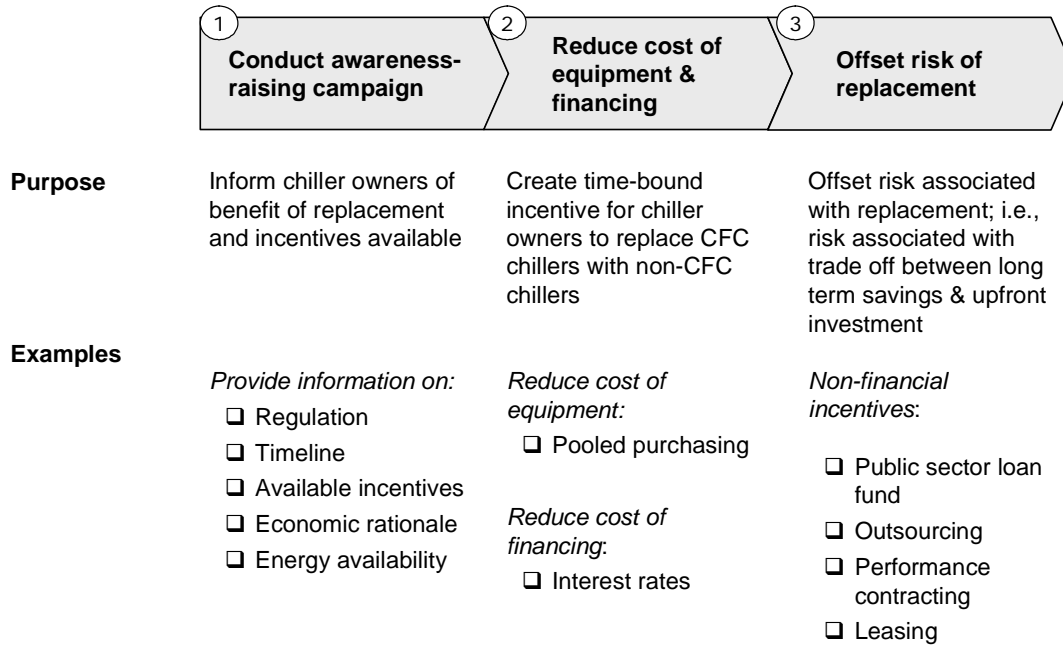 1
Conduct awareness-
raising campaign
2
Reduce cost of
equipment &
financing
3
Offset risk of
replacement
Purpose
Inform chiller owners of
benefit of replacement
and incentives available
Create time-bound
incentive for chiller
owners to replace CFC
chillers with non-CFC
chillers
Offset risk associated
with replacement; i.e.,
risk associated with
trade off between long
term savings & upfront
investment
Examples
Provide information on:
❑ Regulation
❑ Timeline
❑ Available incentives
❑ Economic rationale
❑ Energy availability
Reduce cost of
equipment:
❑ Pooled purchasing
Reduce cost of
financing:
❑ Interest rates
Non-financial
incentives:
❑ Public sector loan
fund
❑ Outsourcing
❑ Performance
contracting
❑ Leasing